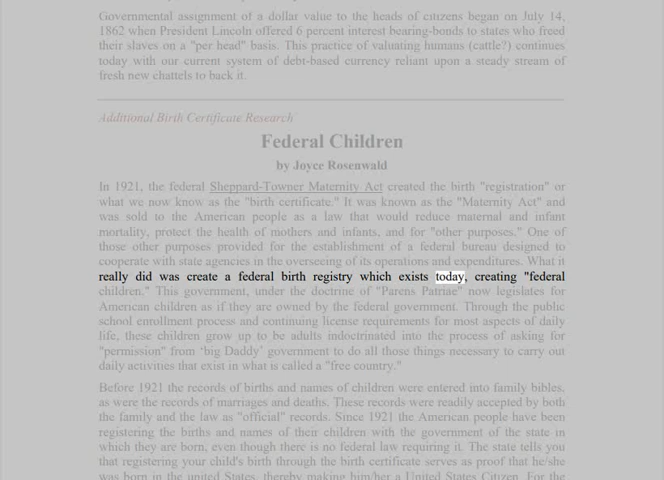 Governmental assignment of a dollar value to the heads of citizens began on July 14,
1862 when President Lincoln offered 6 percent interest bearing-bonds to states who freed
their slaves on a "per head" basis. This practice of valuating humans (cattle?) continues
today with our current system of debt-based currency reliant upon a steady stream of
fresh new chattels to back it.
Additional Birth Certificate Research
Federal Children
by Joyce Rosenwald
In 1921, the federal Sheppard-Towner Maternity Act created the birth "registration" or
what we now know as the "birth certificate." It was known as the "Maternity Act" and
was sold to the American people as a law that would reduce maternal and infant
mortality, protect the health of mothers and infants, and for "other purposes." One of
those other purposes provided for the establishment of a federal bureau designed to
cooperate with state agencies in the overseeing of its operations and expenditures. What it
really did was create a federal birth registry which exists today, creating "federal
children." This government, under the doctrine of "Parens Patriae" now legislates for
American children as if they are owned by the federal government. Through the public
school enrollment process and continuing license requirements for most aspects of daily
life, these children grow up to be adults indoctrinated into the process of asking for
"permission" from ‘big Daddy’ government to do all those things necessary to carry out
daily activities that exist in what is called a "free country."
Before 1921 the records of births and names of children were entered into family bibles,
as were the records of marriages and deaths. These records were readily accepted by both
the family and the law as "official" records. Since 1921 the American people have been
registering the births and names of their children with the government of the state in
which they are born, even though there is no federal law requiring it. The state tells you
that registering your child's birth through the birth certificate serves as proof that he/she
was born in the united States, thereby making him/her a United States Citizen. For the